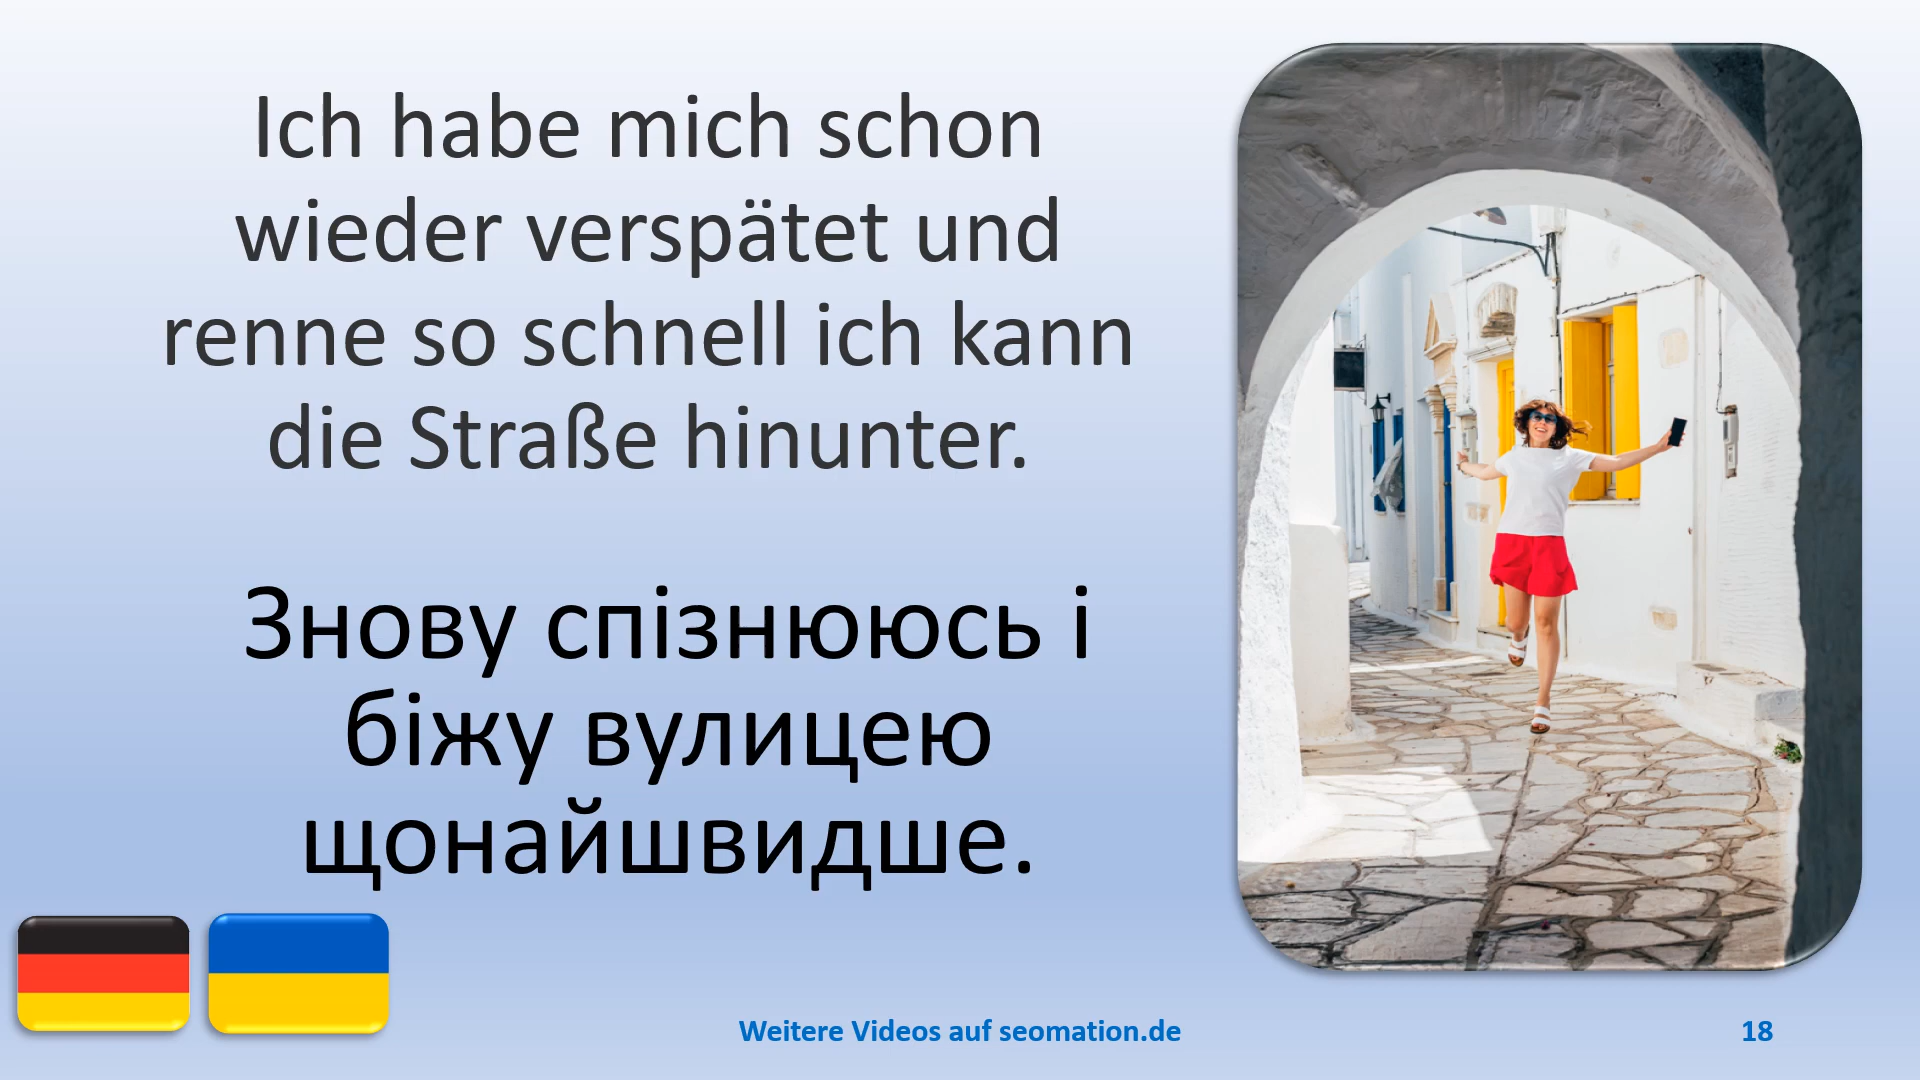 Ich habe mich schon
wieder verspätet und
renne so schnell ich kann
die Straße hinunter.
Знову спізнююсь і
біжу вулицею
щонайшвидше.
Weitere Videos auf seomation.de
18